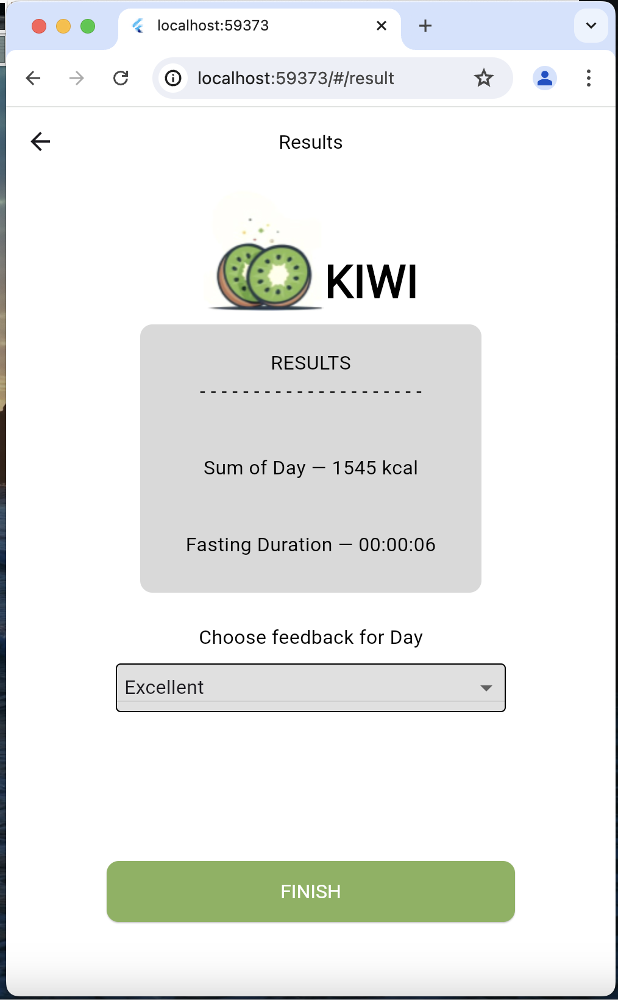 localhost:59373
localhost:59373/#/result
Results
KIWI
RESULTS
- - - - - - - - - - - - - - - - - - - - -
Sum of Day — 1545 kcal
Fasting Duration — 00:00:06
Choose feedback for Day
Excellent
FINISH